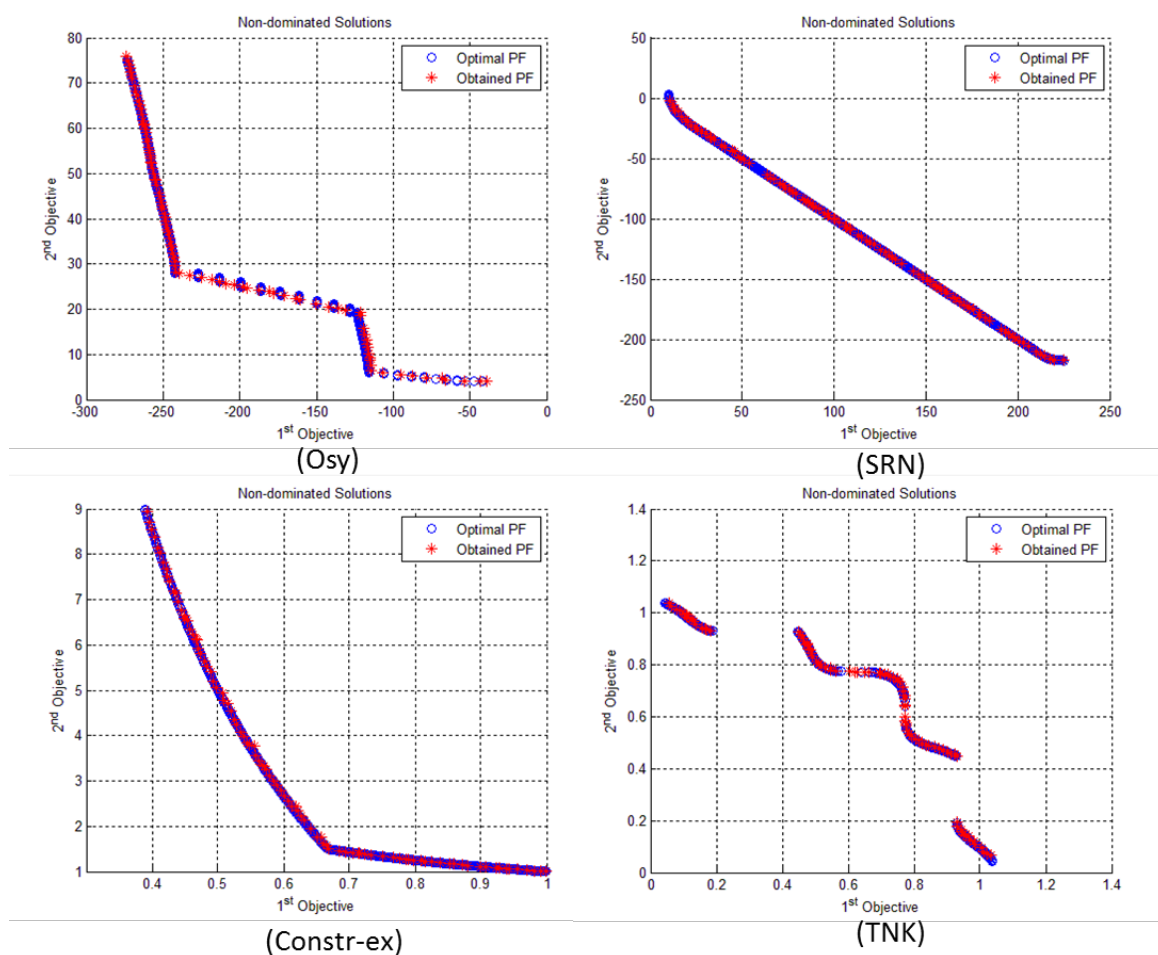 Non-dominated Solutions
80
70
60
50
40
30
20
10
0
2nd Objective
Optimal PF
Obtained PF
-300
-250
-200
-150
-100
-50
0
1st Objective
(Osy)
Non-dominated Solutions
50
0
-50
-100
-150
-200
-250
2nd Objective
Optimal PF
Obtained PF
0
50
100
150
200
250
1st Objective
(SRN)
Non-dominated Solutions
9
8
7
6
5
4
3
2
1
2nd Objective
Optimal PF
Obtained PF
0.4
0.5
0.6
0.7
0.8
0.9
1
1st Objective
(Constr-ex)
Non-dominated Solutions
1.4
1.2
1
0.8
0.6
0.4
0.2
0
2nd Objective
Optimal PF
Obtained PF
0
0.2
0.4
0.6
0.8
1
1.2
1.4
1st Objective
(TNK)